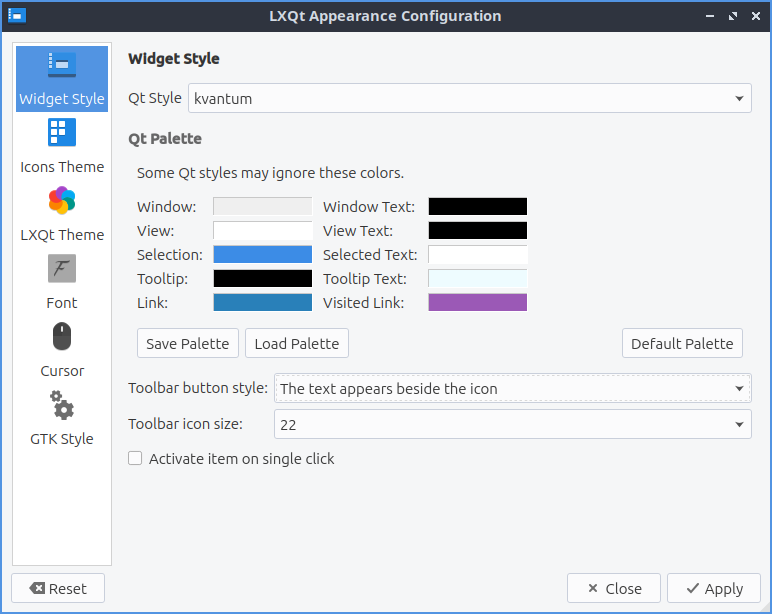 LXQt Appearance Configuration
Widget Style
Icons Theme
LXQt Theme
Font
Cursor
GTK Style
Widget Style
Qt Style kvantum
Qt Palette
Some Qt styles may ignore these colors.
Window: Window Text:
View: View Text:
Selection: Selected Text:
Tooltip: Tooltip Text:
Link: Visited Link:
Save Palette Load Palette Default Palette
Toolbar button style: The text appears beside the icon
Toolbar icon size: 22
Activate item on single click
Reset Close Apply